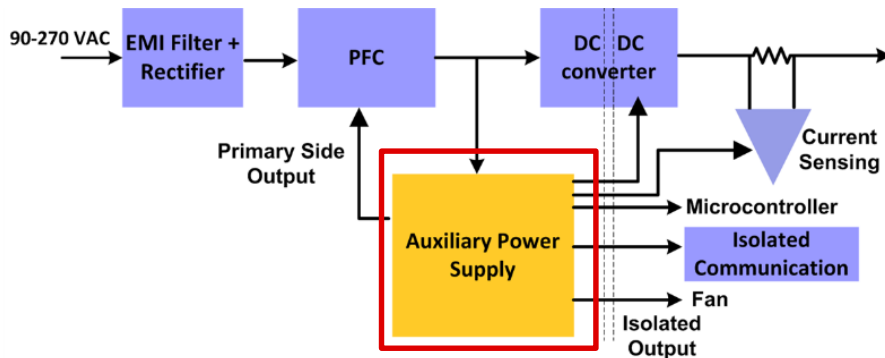 90-270 VAC
EMI Filter +
Rectifier
PFC
DC DC
converter
Primary Side
Output
Current
Sensing
Auxiliary Power
Supply
Microcontroller
Isolated
Communication
Fan
Isolated
Output